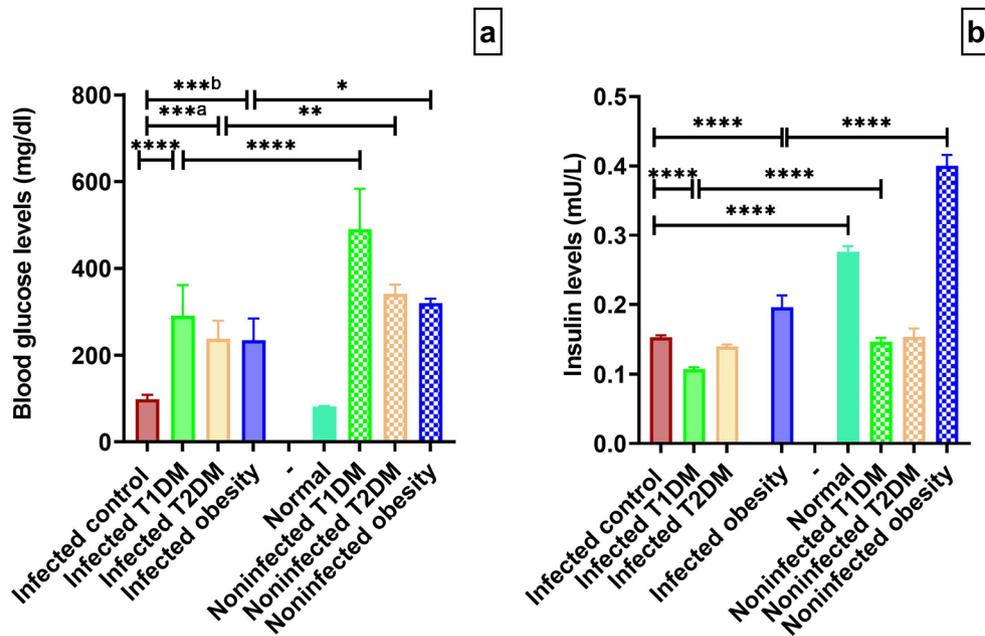 a
Blood glucose levels (mg/dl)
800
600
400
200
0
***b
*
***a
**
****
****
Infected control
Infected T1DM
Infected T2DM
Infected obesity
-
Normal
Noninfected T1DM
Noninfected T2DM
Noninfected obesity
b
Insulin levels (mU/L)
0.5
0.4
0.3
0.2
0.1
0.0
****
****
****
****
****
Infected control
Infected T1DM
Infected T2DM
Infected obesity
-
Normal
Noninfected T1DM
Noninfected T2DM
Noninfected obesity